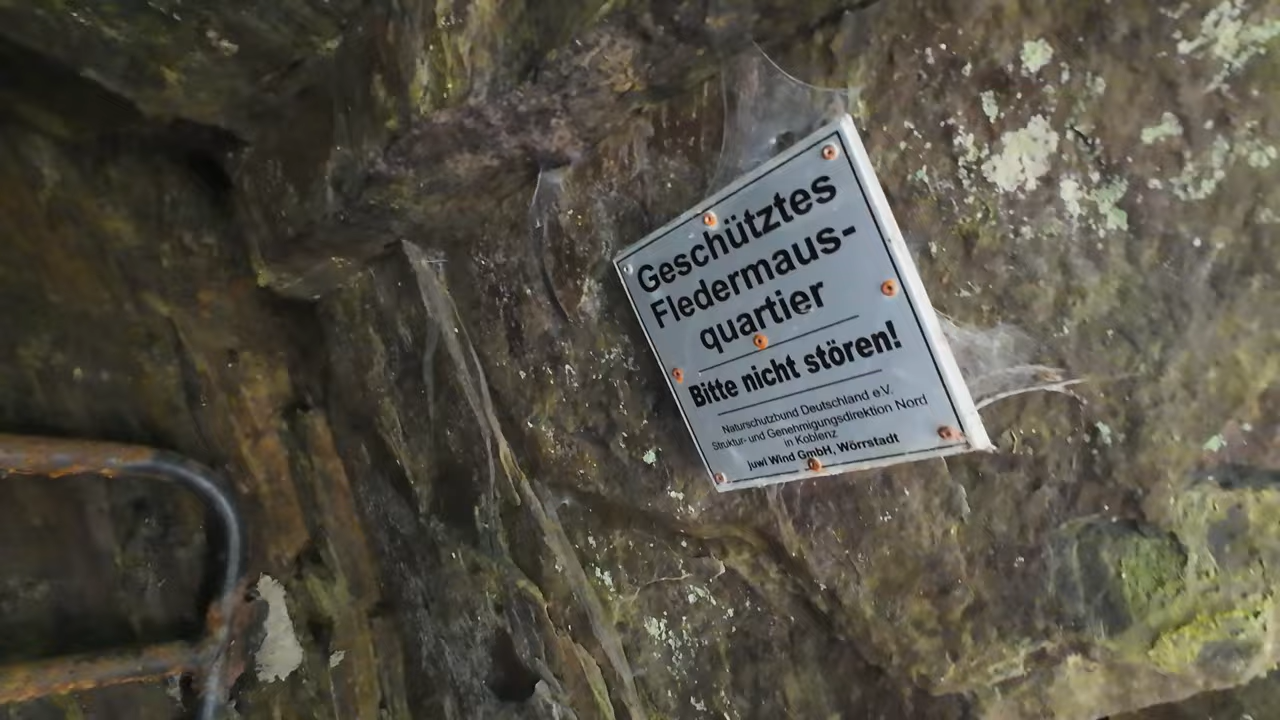 Geschütztes
Fledermaus-
quartier
Bitte nicht stören!
Naturschutzbund Deutschland e.V.
Struktur- und Genehmigungsdirektion Nord
in Koblenz
juwi Wind GmbH, Wörrstadt